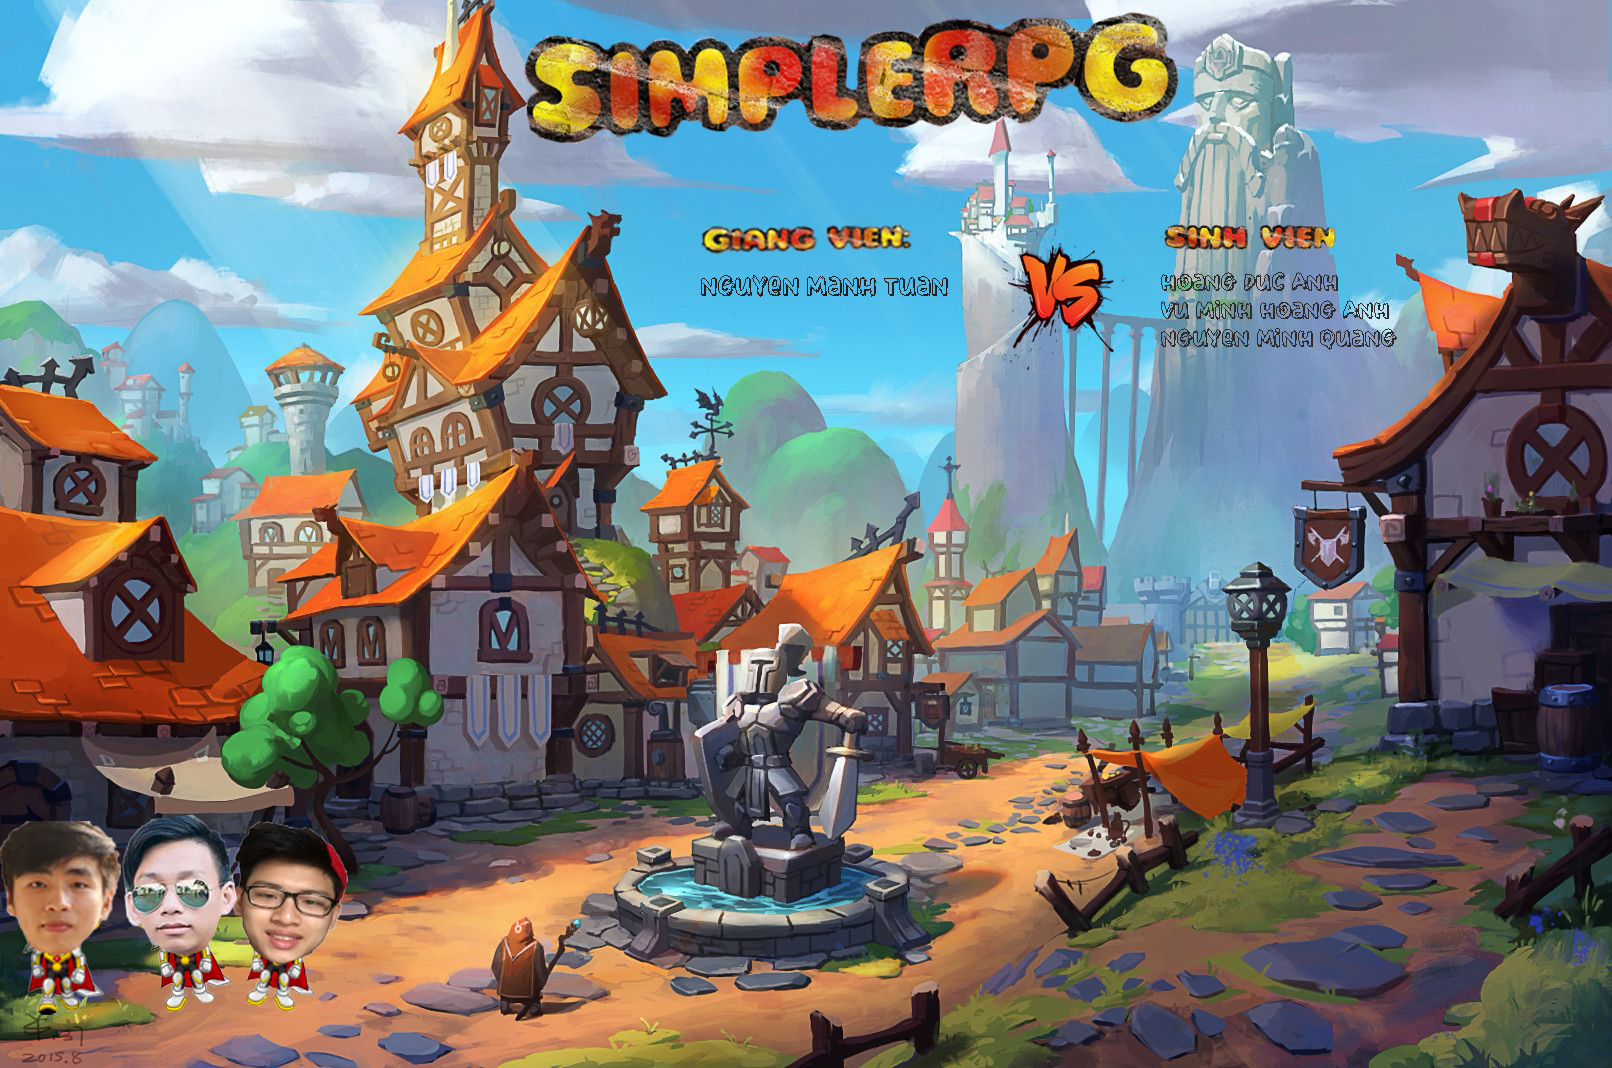 SIMPLERPG
GIANG VIEN:
NGUYEN MANH TUAN
VS
SINH VIEN
HOANG DUC ANH
VU MINH HOANG ANH
NGUYEN MINH QUANG
2015.8